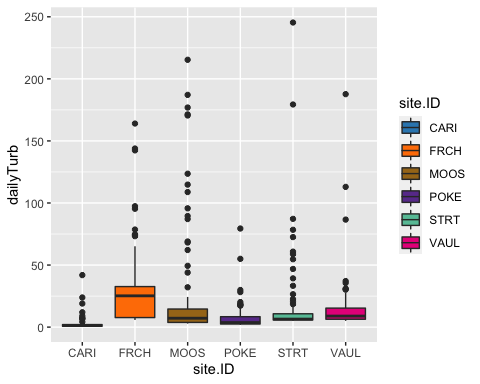 250
200
150
100
50
0
dailyTurb
CARI FRCH MOOS POKE STRT VAUL
site.ID
site.ID
CARI
FRCH
MOOS
POKE
STRT
VAUL